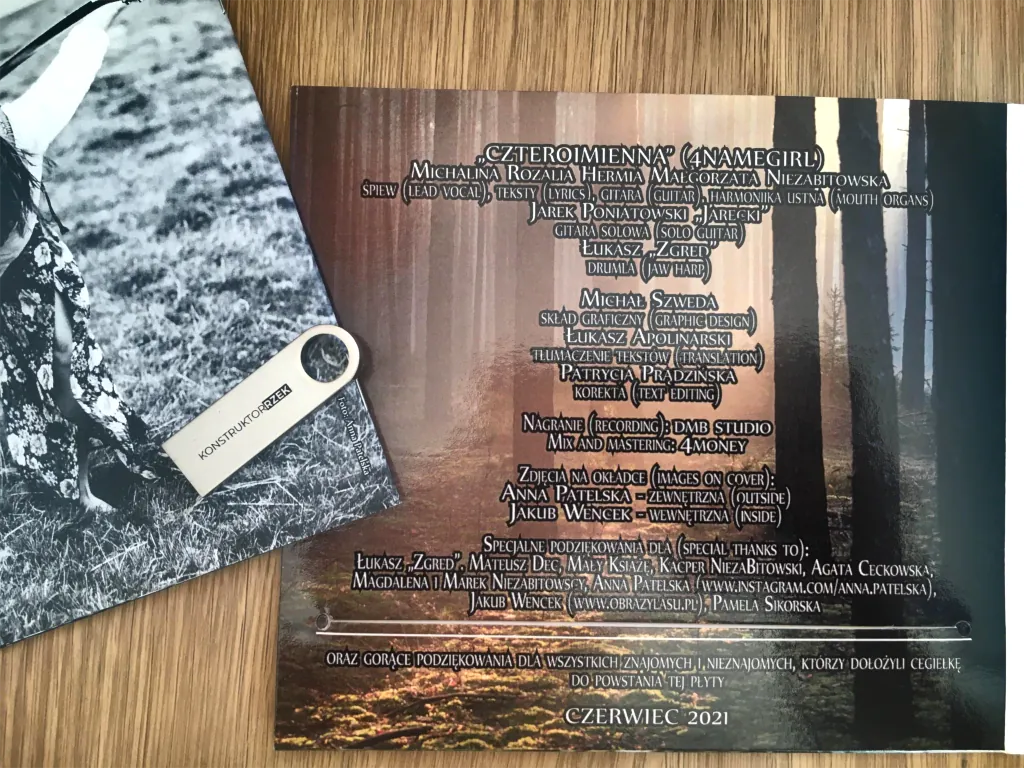 „CZTEROIMIENNA” (4NAMEGIRL)
Michalina Rozalia Hermia Małgorzata Niezabitowska
śpiew (lead vocal), teksty (lyrics), gitara (guitar), harmonijka ustna (mouth organs)
Jarek Poniatowski „Jarecki”
gitara solowa (solo guitar)
Łukasz „Zgred”
drumla (jaw harp)
Michał Szweda
skład graficzny (graphic design)
Łukasz Apolinarski
tłumaczenie tekstów (translation)
Patrycja Prądzińska
korekta (text editing)
Nagranie (recording): DMB STUDIO
Mix and mastering: 4MONEY
Zdjęcia na okładce (images on cover):
Anna Patelska - zewnętrzna (outside)
Jakub Wencek - wewnętrzna (inside)
Specjalne podziękowania dla (special thanks to):
Łukasz „Zgred”, Mateusz Dec, Mały Książę, Kacper NiezaBitowski, Agata Ceckowska,
Magdalena i Marek Niezabitowscy, Anna Patelska (www.instagram.com/anna.patelska),
Jakub Wencek (www.obrazylasu.pl), Pamela Sikorska
oraz gorące podziękowania dla wszystkich znajomych i nieznajomych, którzy dołożyli cegiełkę
do powstania tej płyty
CZERWIEC 2021
KONSTRUKTORRZEK
Foto: Anna Patelska